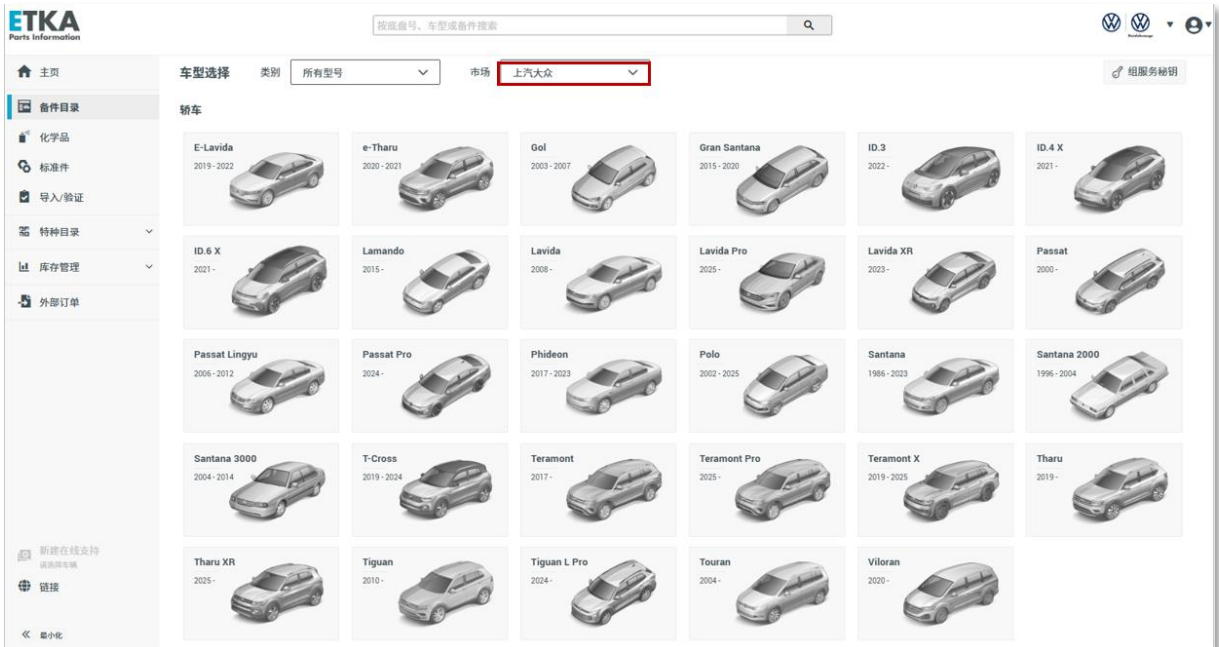 ETKA
Parts Information
按底盘号、车型或备件搜索
主页
车型选择 类别 所有型号 市场 上汽大众 组服务秘钥
备件目录
轿车
化学品
标准件
导入/验证
特种目录
库存管理
外部订单
E-Lavida
2019 - 2022
e-Tharu
2020 - 2021
Gol
2003 - 2007
Gran Santana
2015 - 2020
ID.3
2022 -
ID.4 X
2021 -
ID.6 X
2021 -
Lamando
2015 -
Lavida
2008 -
Lavida Pro
2025 -
Lavida XR
2023 -
Passat
2000 -
Passat Lingyu
2006 - 2012
Passat Pro
2024 -
Phideon
2017 - 2023
Polo
2002 - 2025
Santana
1986 - 2023
Santana 2000
1996 - 2004
Santana 3000
2004 - 2014
T-Cross
2019 - 2024
Teramont
2017 -
Teramont Pro
2025 -
Teramont X
2019 - 2025
Tharu
2019 -
Tharu XR
2025 -
Tiguan
2010 -
Tiguan L Pro
2024 -
Touran
2004 -
Viloran
2020 -
新建在线支持
请选择车辆
链接
最小化